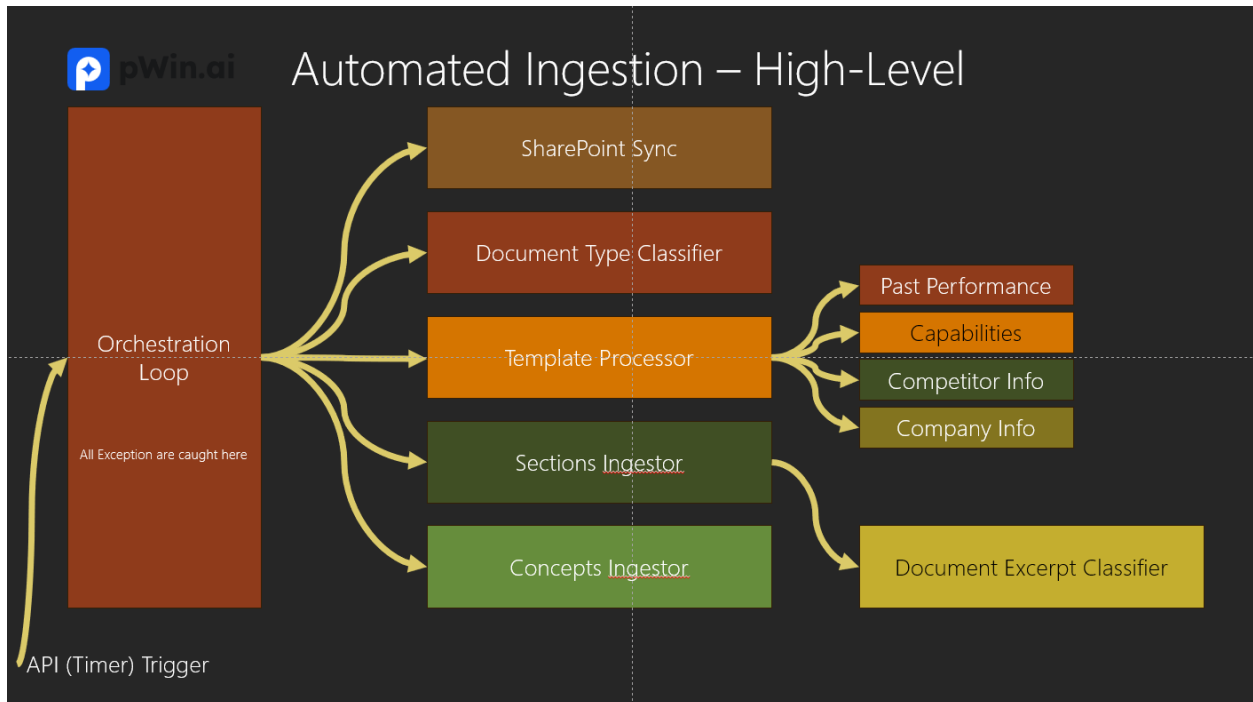 pWin.ai
Automated Ingestion – High-Level
Orchestration
Loop
All Exception are caught here
SharePoint Sync
Document Type Classifier
Template Processor
Sections Ingestor
Concepts Ingestor
Past Performance
Capabilities
Competitor Info
Company Info
Document Excerpt Classifier
API (Timer) Trigger